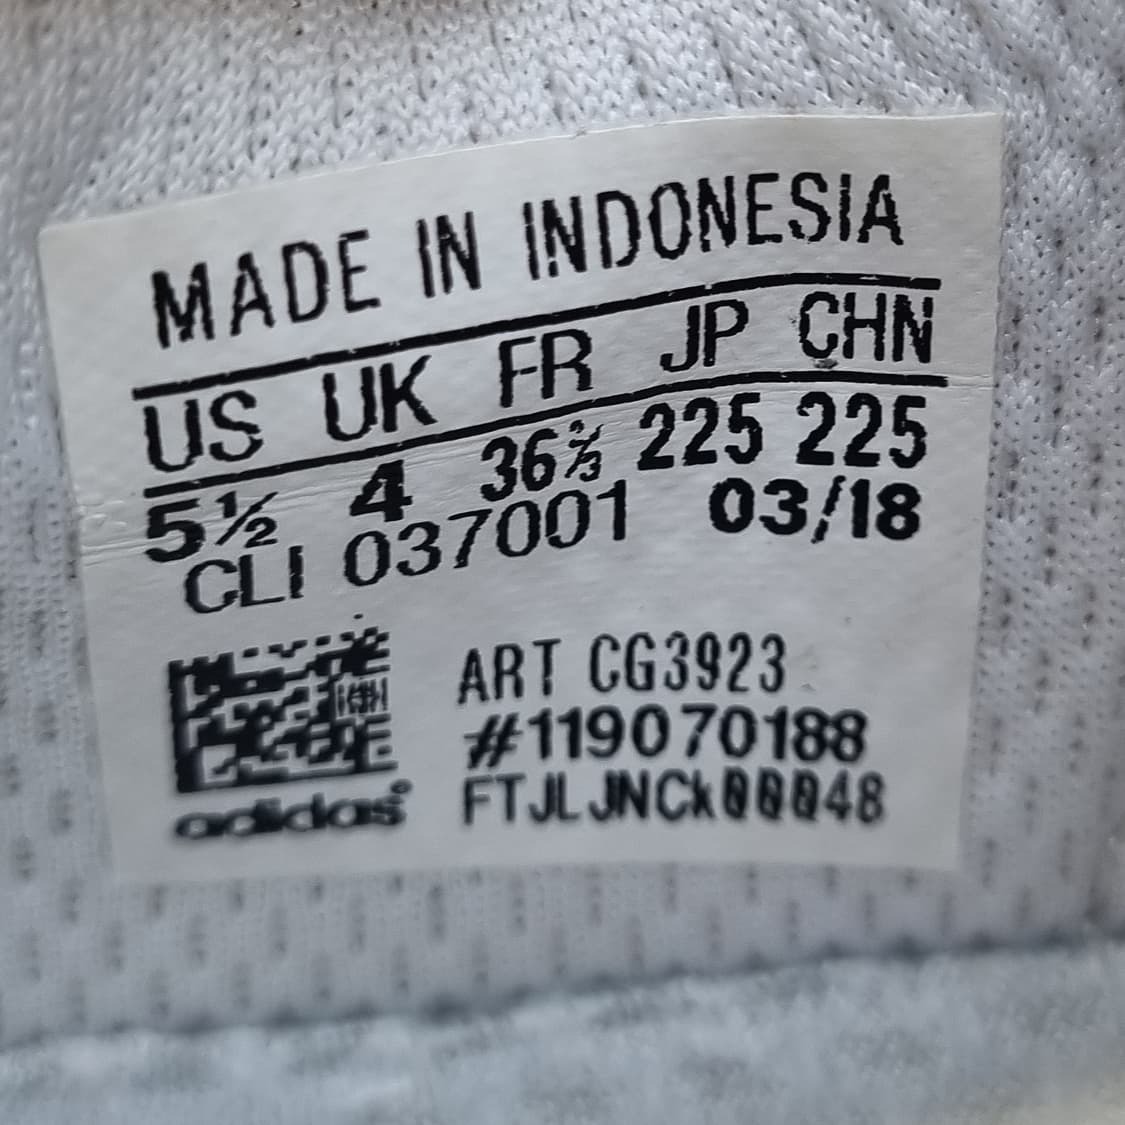 MADE IN INDONESIA
US UK FR JP CHN
5½ 4 36⅔ 225 225
CLI 037001 03/18
ART CG3923
#119070188
FTJLJNCk00048
adidas